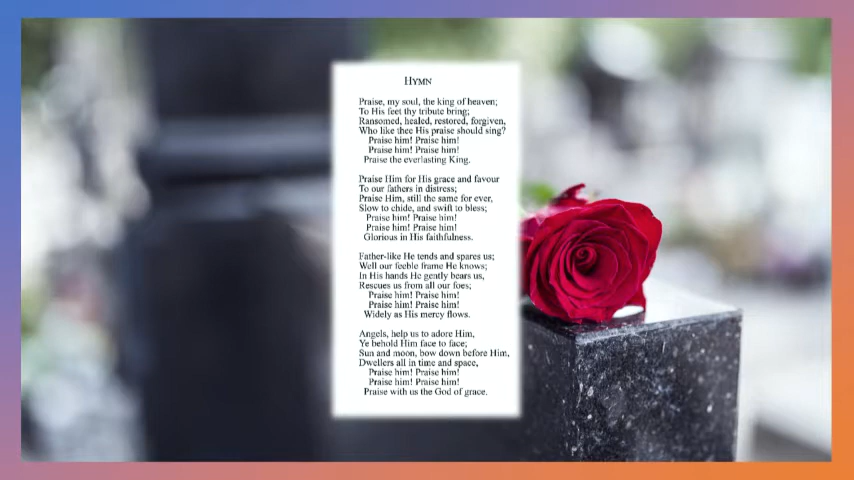 HYMN
Praise, my soul, the king of heaven;
To His feet thy tribute bring;
Ransomed, healed, restored, forgiven,
Who like thee His praise should sing?
Praise him! Praise him!
Praise him! Praise him!
Praise the everlasting King.
Praise Him for His grace and favour
To our fathers in distress;
Praise Him, still the same for ever,
Slow to chide, and swift to bless;
Praise him! Praise him!
Praise him! Praise him!
Glorious in His faithfulness.
Father-like He tends and spares us;
Well our feeble frame He knows;
In His hands He gently bears us,
Rescues us from all our foes;
Praise him! Praise him!
Praise him! Praise him!
Widely as His mercy flows.
Angels, help us to adore Him,
Ye behold Him face to face;
Sun and moon, bow down before Him,
Dwellers all in time and space,
Praise him! Praise him!
Praise him! Praise him!
Praise with us the God of grace.